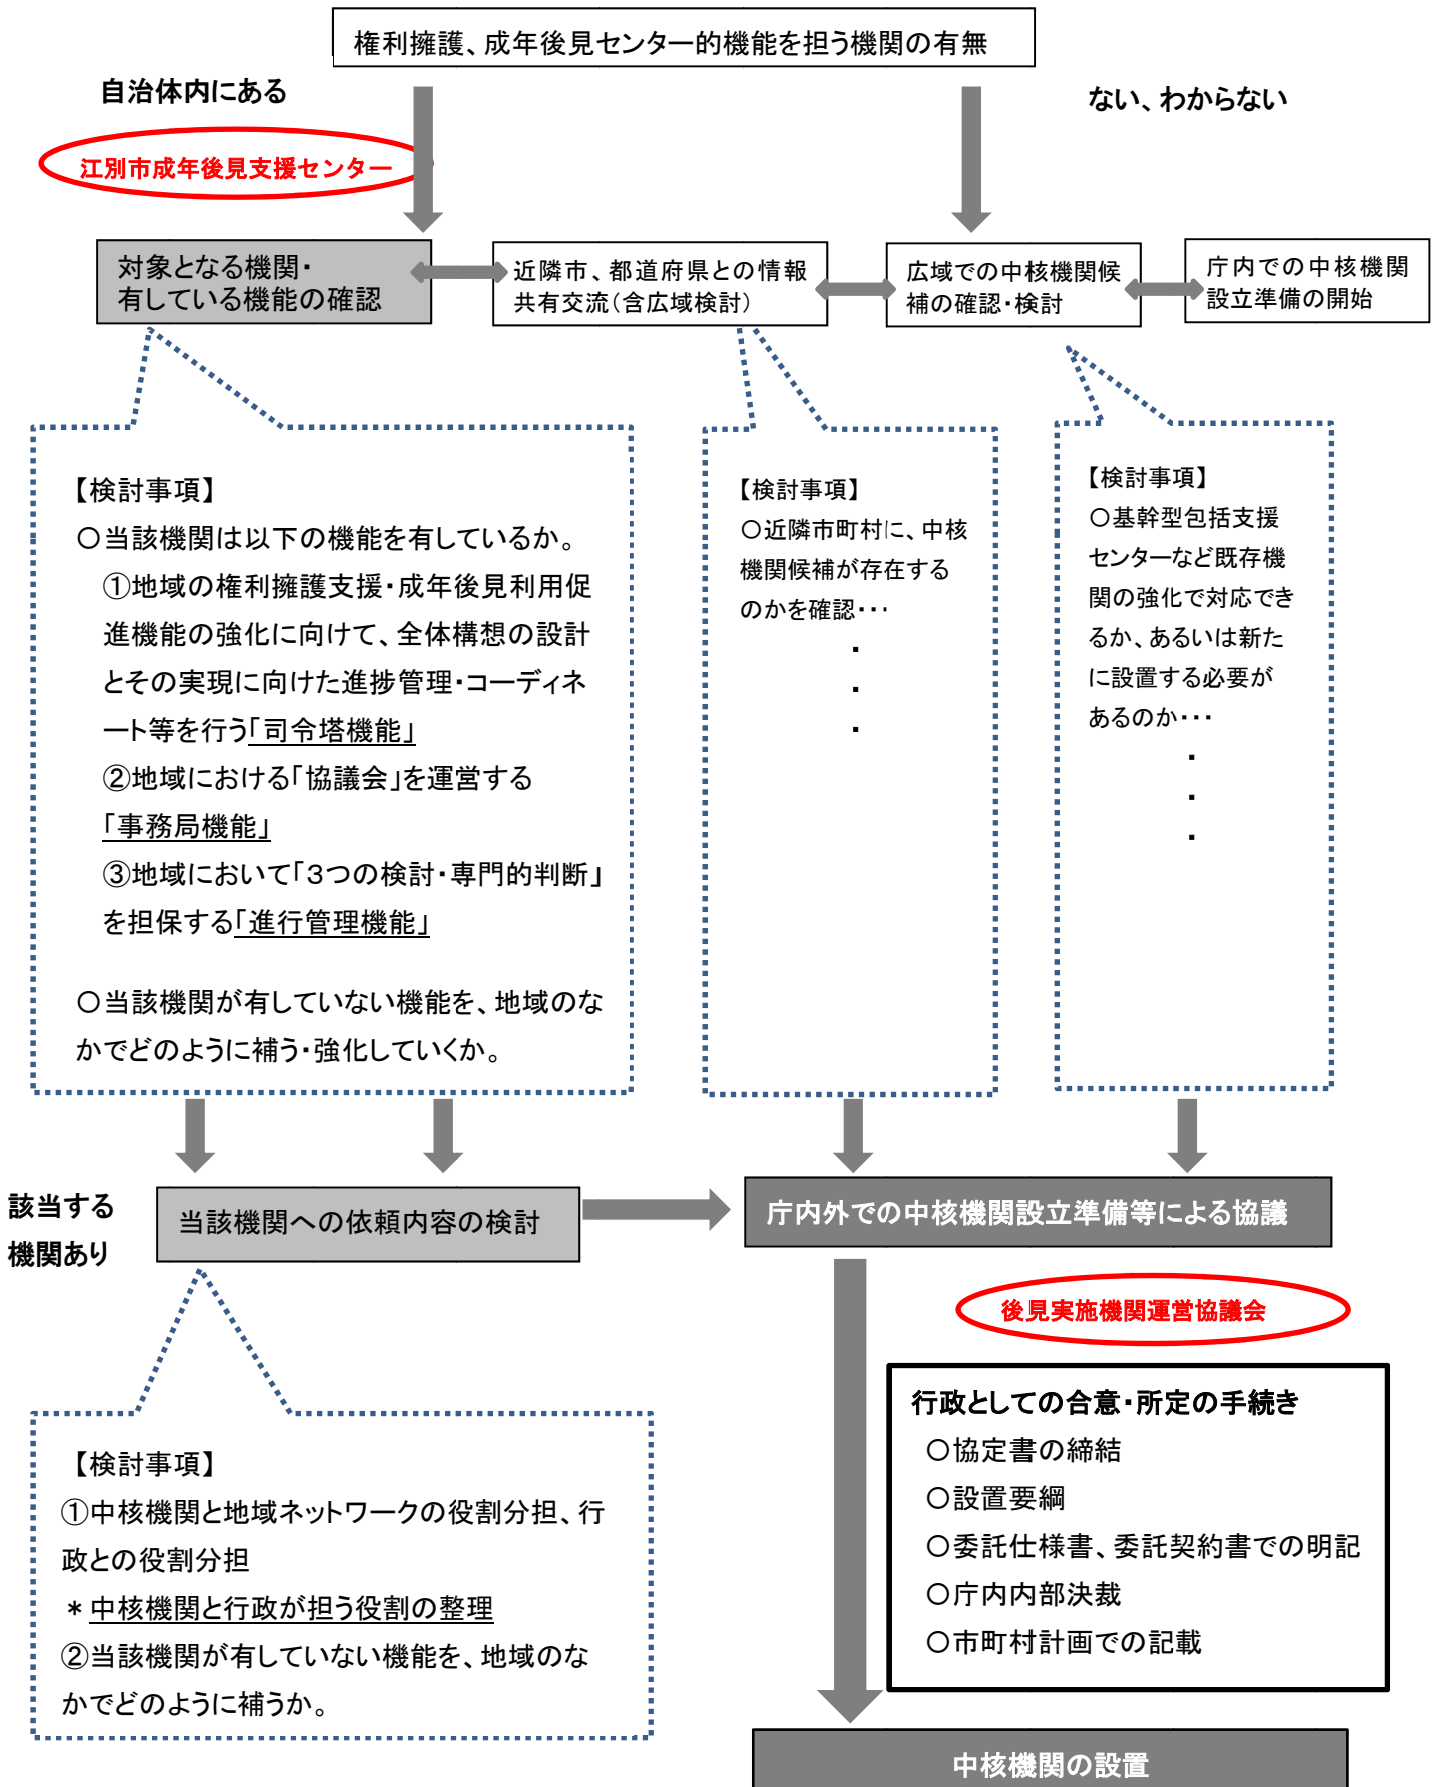 権利擁護、成年後見センター的機能を担う機関の有無
自治体内にある
ない、わからない
江別市成年後見支援センター
対象となる機関・
有している機能の確認
近隣市、都道府県との情報
共有交流（含広域検討）
広域での中核機関候
補の確認・検討
庁内での中核機関
設立準備の開始
【検討事項】
○当該機関は以下の機能を有しているか。
①地域の権利擁護支援・成年後見利用促
進機能の強化に向けて、全体構想の設計
とその実現に向けた進捗管理・コーディネ
ート等を行う「司令塔機能」
②地域における「協議会」を運営する
「事務局機能」
③地域において「３つの検討・専門的判断」
を担保する「進行管理機能」
○当該機関が有していない機能を、地域のな
かでどのように補う・強化していくか。
【検討事項】
○近隣市町村に、中核
機関候補が存在する
のかを確認・・・
・
・
・
【検討事項】
○基幹型包括支援
センターなど既存機
関の強化で対応でき
るか、あるいは新た
に設置する必要が
あるのか・・・
・
・
・
該当する
機関あり
当該機関への依頼内容の検討
庁内外での中核機関設立準備等による協議
後見実施機関運営協議会
行政としての合意・所定の手続き
○協定書の締結
○設置要綱
○委託仕様書、委託契約書での明記
○庁内内部決裁
○市町村計画での記載
【検討事項】
①中核機関と地域ネットワークの役割分担、行
政との役割分担
＊中核機関と行政が担う役割の整理
②当該機関が有していない機能を、地域のな
かでどのように補うか。
中核機関の設置